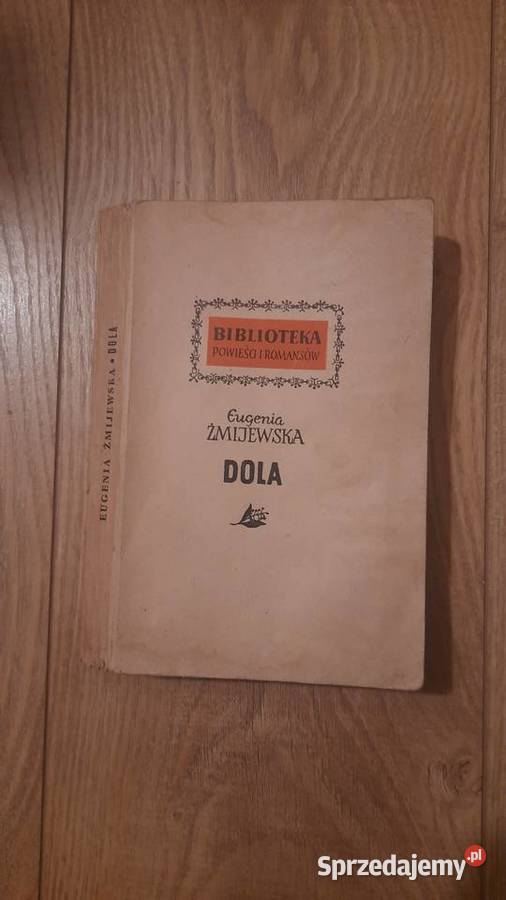 EUGENIA ŻMIJEWSKA * DOLA
BIBLIOTEKA
POWIEŚCI I ROMANSÓW
Eugenia
ŻMIJEWSKA
DOLA
Sprzedajemy.pl